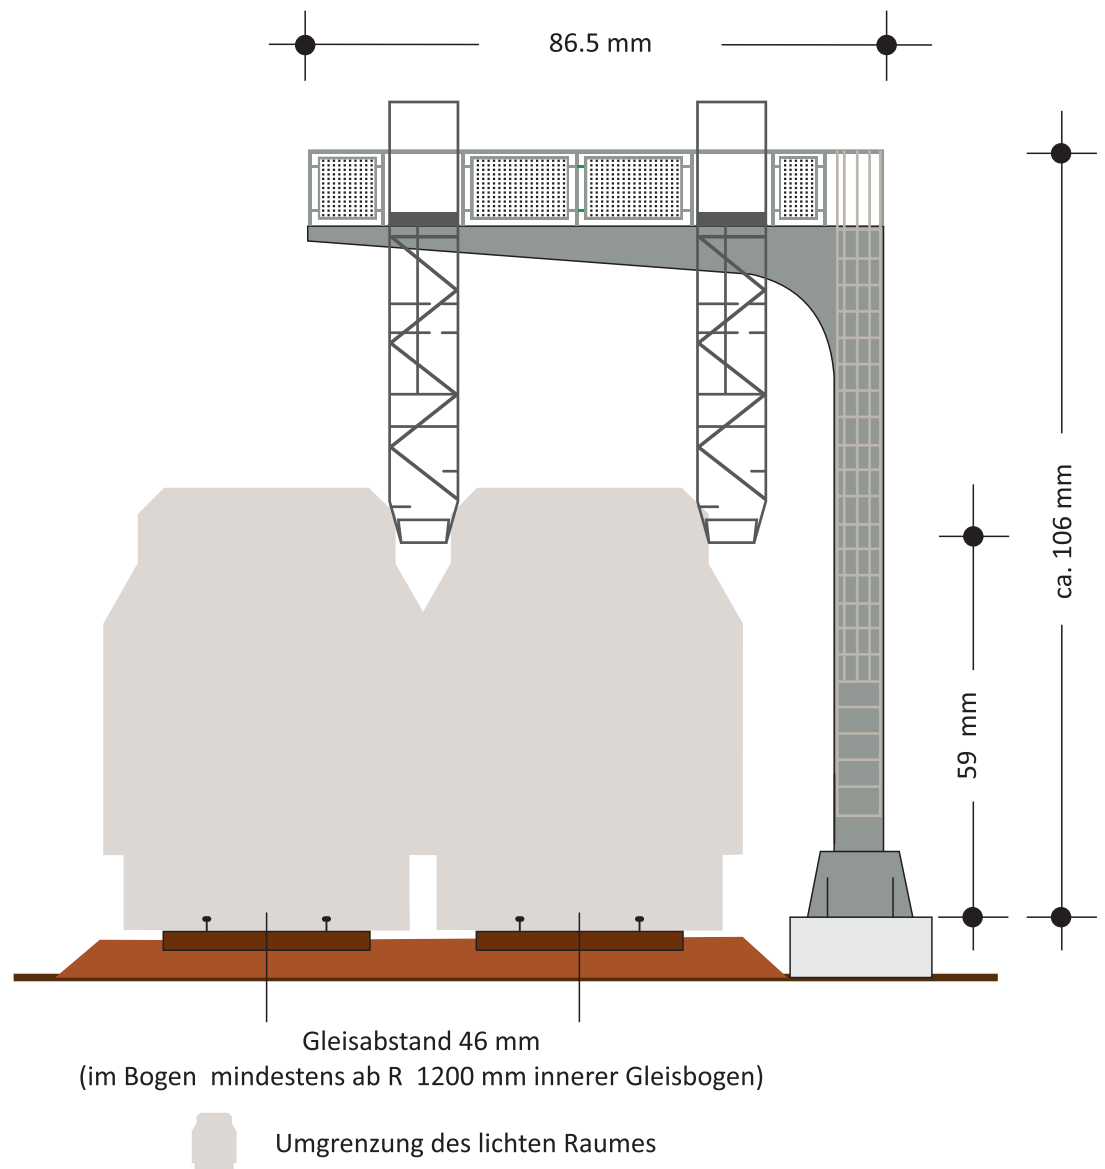 86.5 mm
ca. 106 mm
59 mm
Gleisabstand 46 mm
(im Bogen mindestens ab R 1200 mm innerer Gleisbogen)
Umgrenzung des lichten Raumes